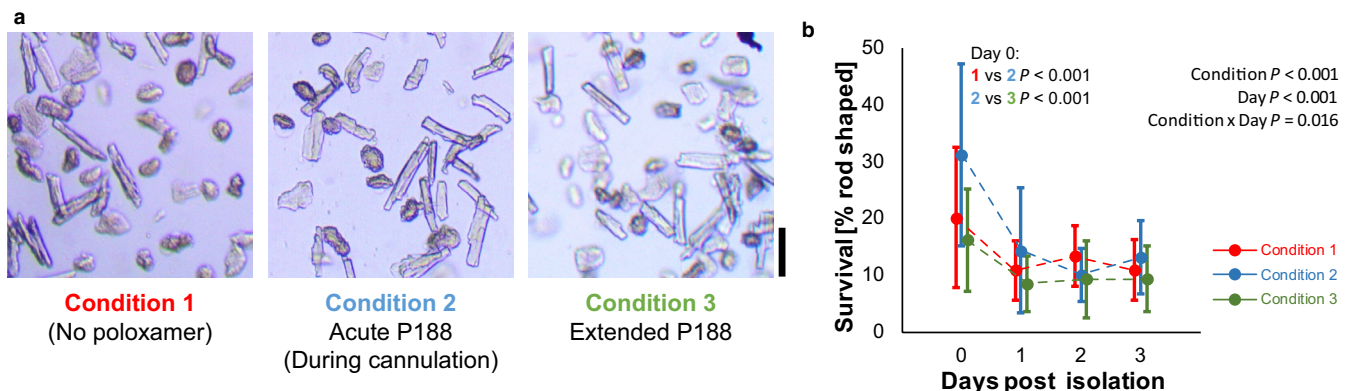 a
Condition 1
(No poloxamer)
Condition 2
Acute P188
(During cannulation)
Condition 3
Extended P188
b
Survival [% rod shaped]
50
40
30
20
10
0
Day 0:
1 vs 2 P < 0.001
2 vs 3 P < 0.001
Condition P < 0.001
Day P < 0.001
Condition x Day P = 0.016
Condition 1
Condition 2
Condition 3
0 1 2 3
Days post isolation